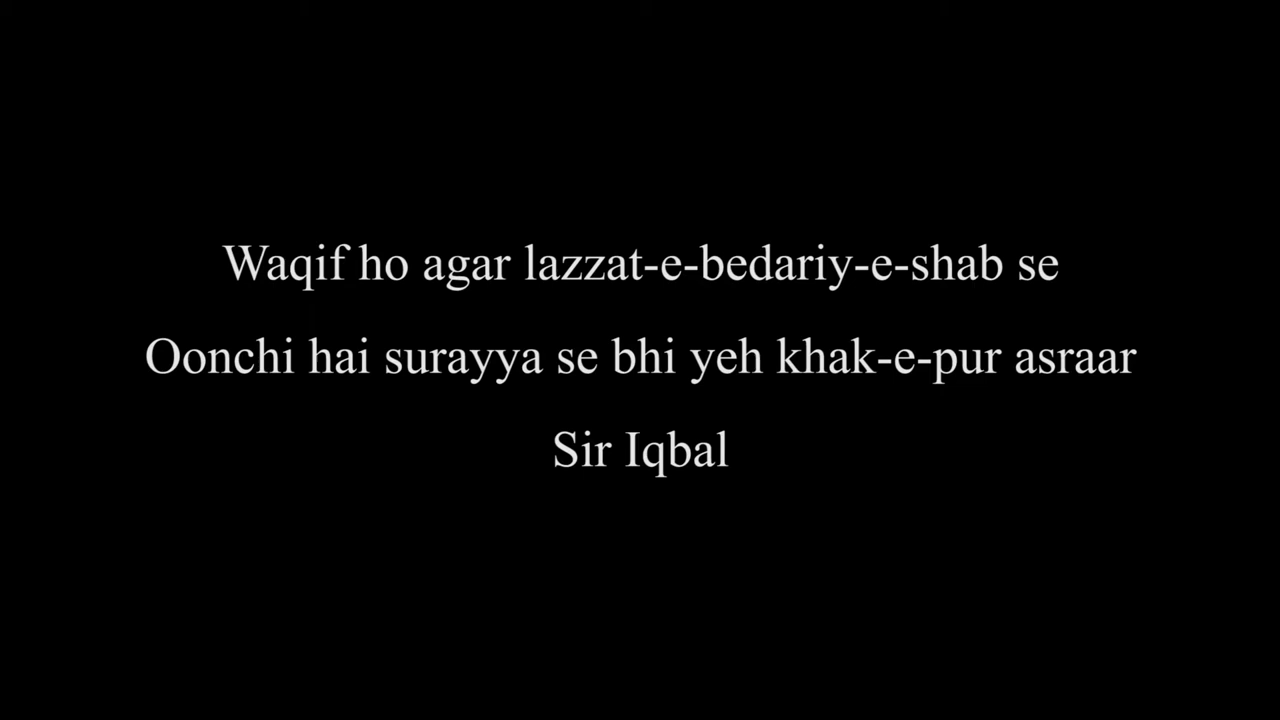 Waqif ho agar lazzat-e-bedariy-e-shab se
Oonchi hai surayya se bhi yeh khak-e-pur asraar
Sir Iqbal